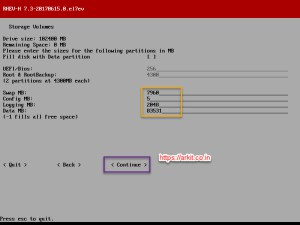 RHEV-H 7.3-20170615.0.el7ev
Storage Volumes
Drive size: 102400 MB
Remaining Space: 0 MB
Please enter the sizes for the following partitions in MB
Fill disk with Data partition [ ]
UEFI/Bios: 256
Root & RootBackup: 4300
(2 partitions at 4300MB each)
Swap MB: 7960
Config MB: 5
Logging MB: 2048
Data MB: 83531
(-1 fills all free space)
https://arkit.co.in
< Quit > < Back > < Continue >
Press esc to quit.